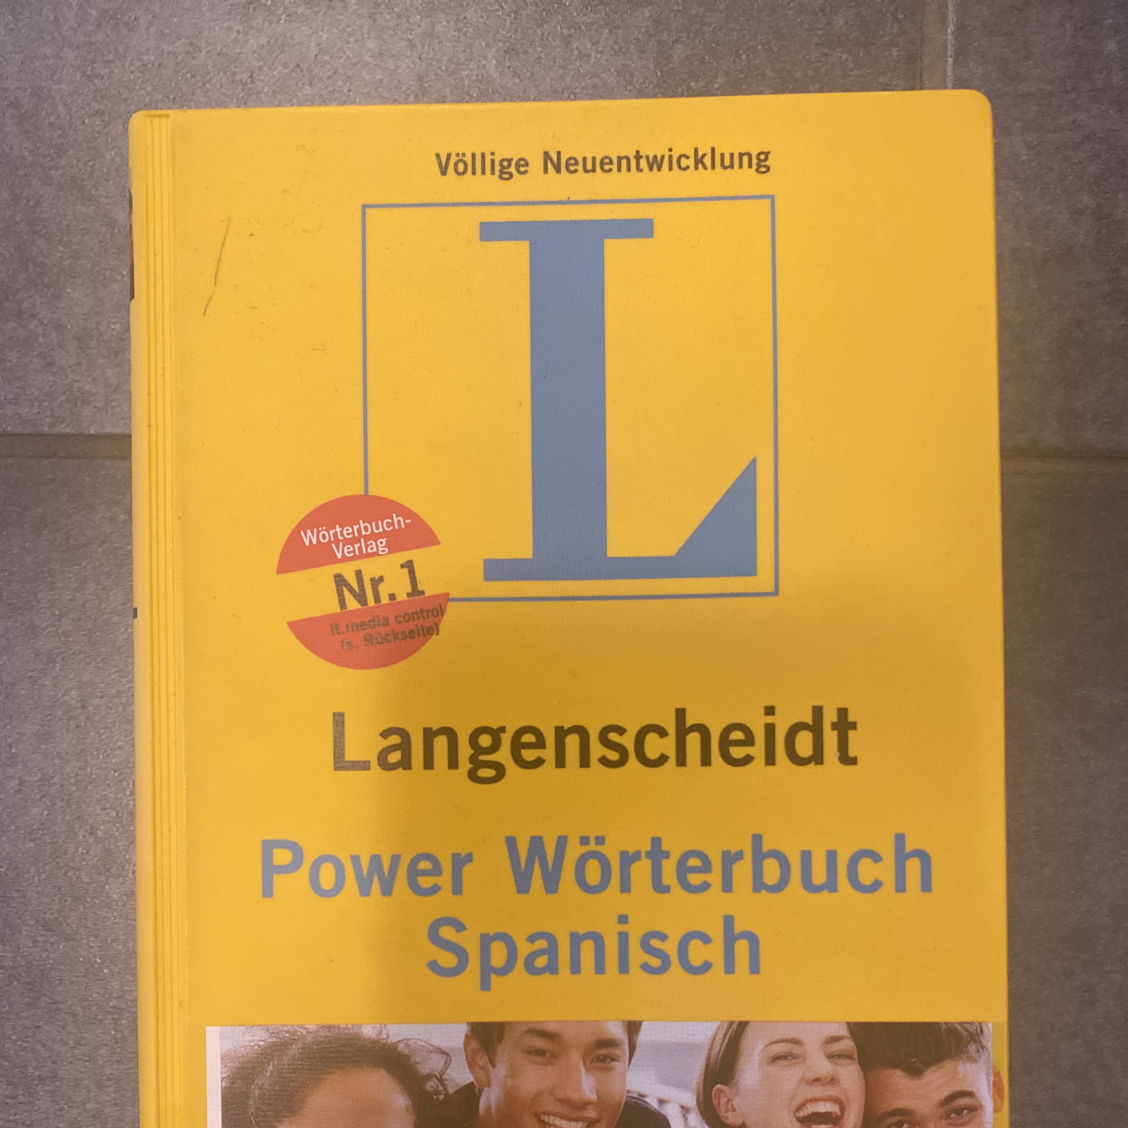 Völlige Neuentwicklung
L
Wörterbuch-
Verlag
Nr. 1
lt. media control
(s. Rückseite)
Langenscheidt
Power Wörterbuch
Spanisch